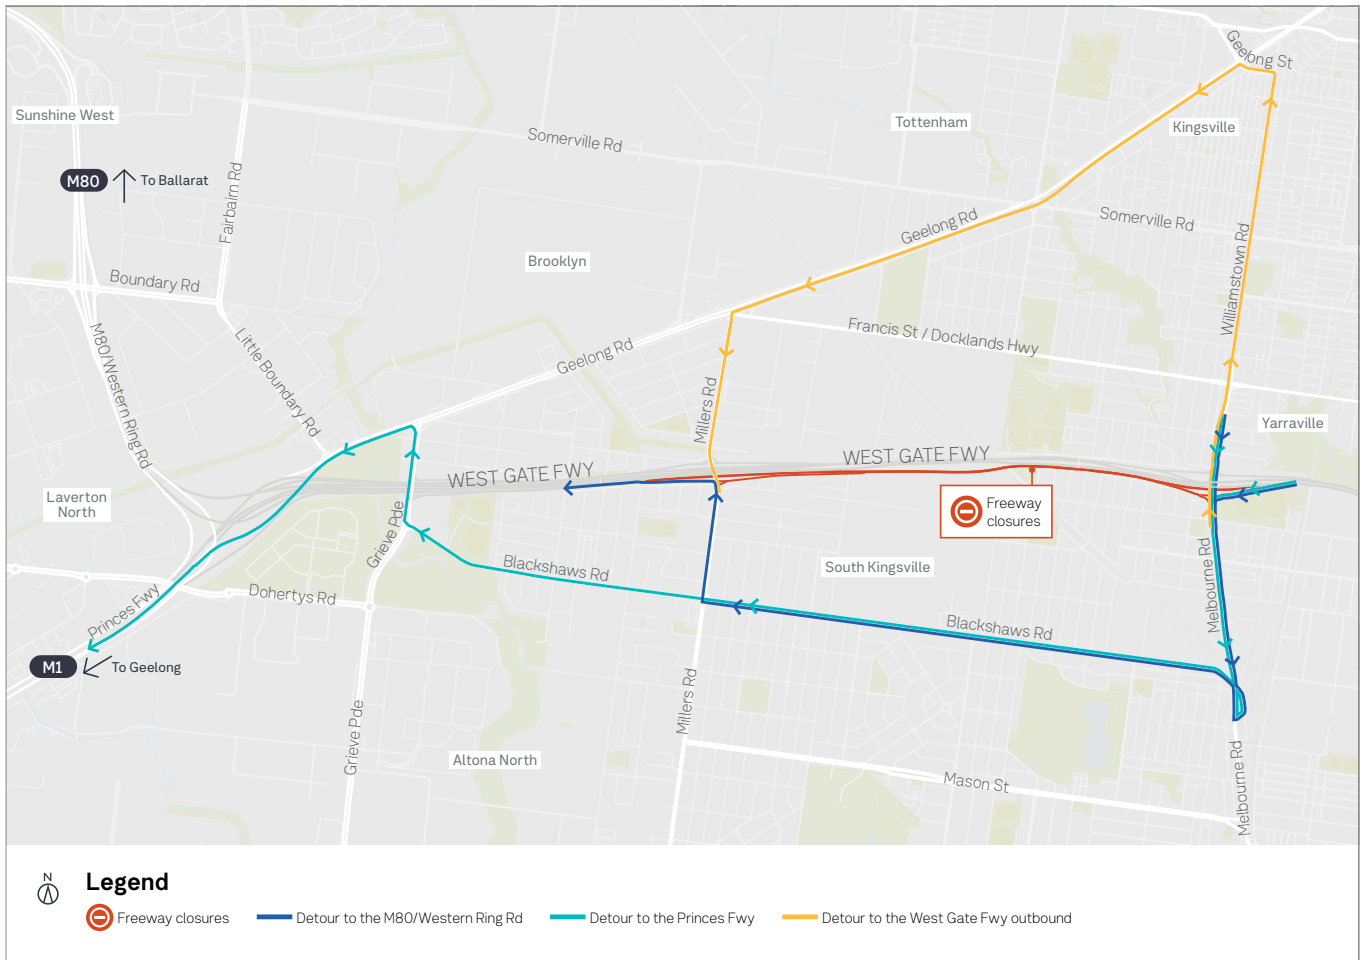 Geelong St
Sunshine West
Tottenham
Kingsville
Somerville Rd
M80
To Ballarat
Fairbairn Rd
Somerville Rd
Geelong Rd
Williamstown Rd
Brooklyn
Boundary Rd
M80/Western Ring Rd
Little Boundary Rd
Geelong Rd
Francis St / Docklands Hwy
Millers Rd
Yarraville
WEST GATE FWY
WEST GATE FWY
Laverton
North
Freeway
closures
Grieve Pde
Blackshaws Rd
South Kingsville
Melbourne Rd
Dohertys Rd
Princes Fwy
Blackshaws Rd
M1
To Geelong
Millers Rd
Grieve Pde
Altona North
Mason St
Melbourne Rd
N
Legend
Freeway closures
Detour to the M80/Western Ring Rd
Detour to the Princes Fwy
Detour to the West Gate Fwy outbound